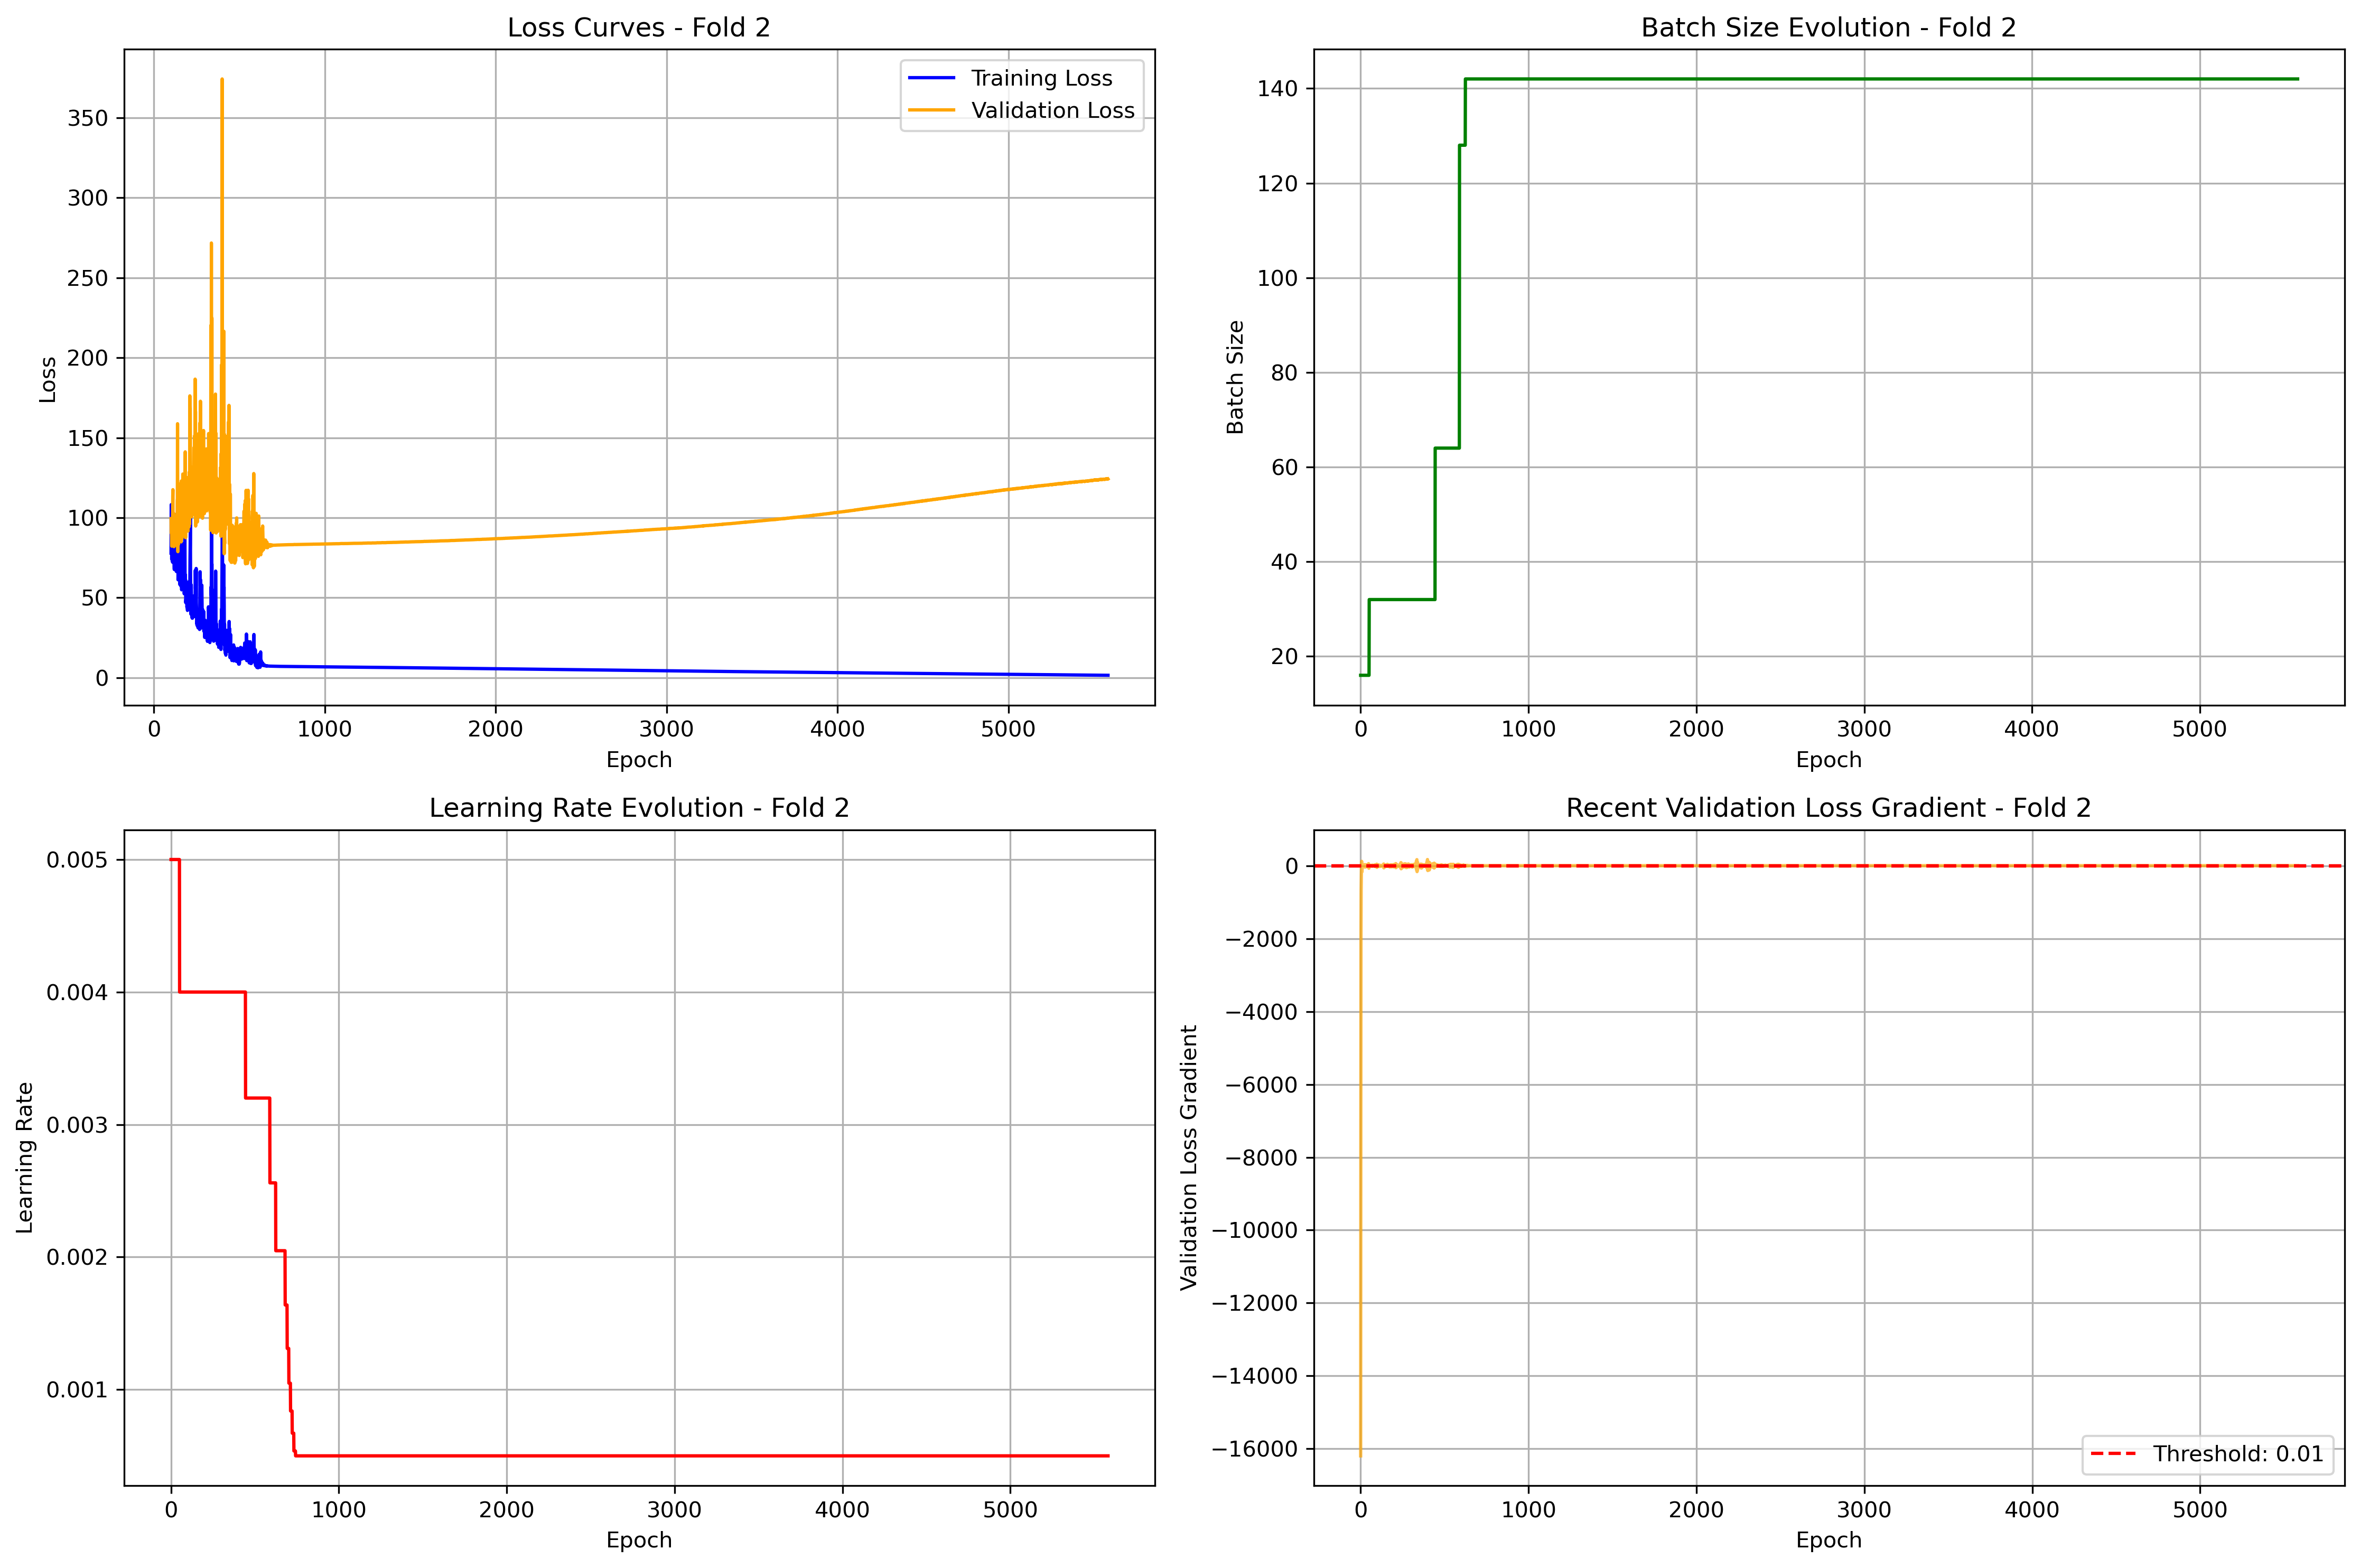 Loss Curves - Fold 2
Training Loss
Validation Loss
350
300
250
200
150
100
50
0
Loss
0 1000 2000 3000 4000 5000
Epoch
Batch Size Evolution - Fold 2
140
120
100
80
60
40
20
Batch Size
0 1000 2000 3000 4000 5000
Epoch
Learning Rate Evolution - Fold 2
0.005
0.004
0.003
0.002
0.001
Learning Rate
0 1000 2000 3000 4000 5000
Epoch
Recent Validation Loss Gradient - Fold 2
0
−2000
−4000
−6000
−8000
−10000
−12000
−14000
−16000
Validation Loss Gradient
Threshold: 0.01
0 1000 2000 3000 4000 5000
Epoch